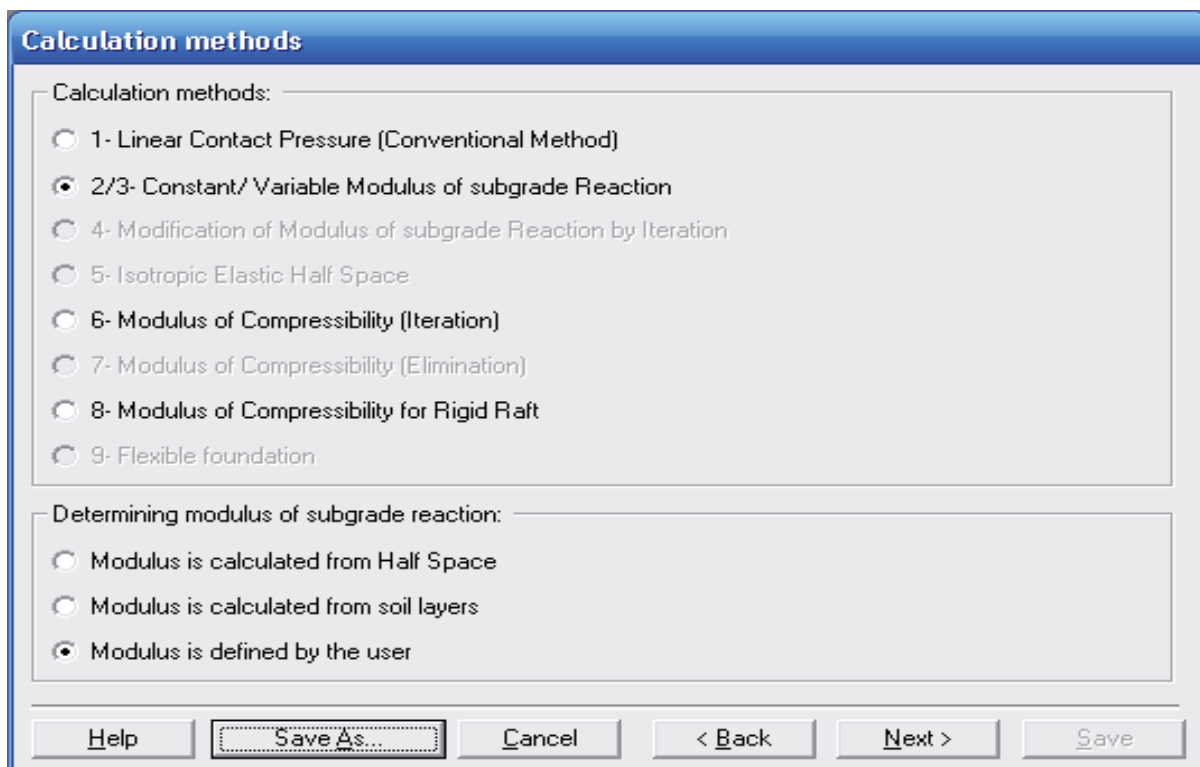 Calculation methods
Calculation methods:
1- Linear Contact Pressure (Conventional Method)
2/3- Constant/ Variable Modulus of subgrade Reaction
4- Modification of Modulus of subgrade Reaction by Iteration
5- Isotropic Elastic Half Space
6- Modulus of Compressibility (Iteration)
7- Modulus of Compressibility (Elimination)
8- Modulus of Compressibility for Rigid Raft
9- Flexible foundation
Determining modulus of subgrade reaction:
Modulus is calculated from Half Space
Modulus is calculated from soil layers
Modulus is defined by the user
Help Save As... Cancel < Back Next > Save